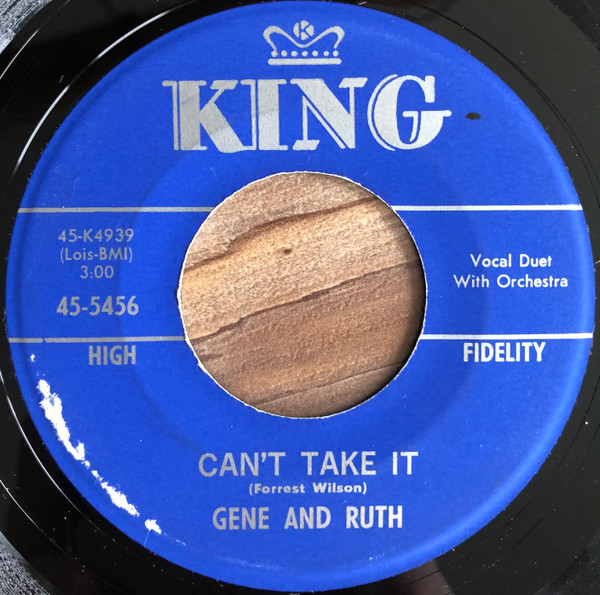 K
KING
45-K4939
(Lois-BMI)
3:00
45-5456
Vocal Duet
With Orchestra
HIGH FIDELITY
CAN'T TAKE IT
(Forrest Wilson)
GENE AND RUTH